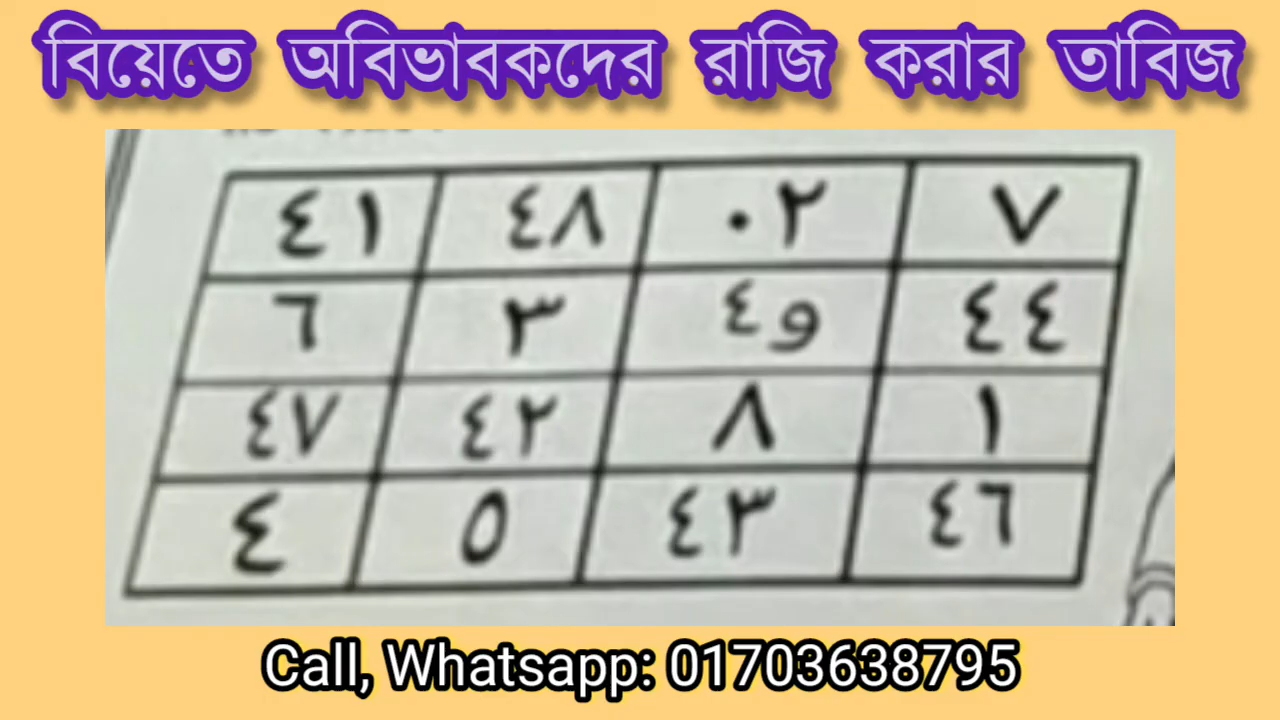 বিয়েতে অবিভাবকদের রাজি করার তাবিজ
٤١ ٤٨ ٠٢ ٧
٦ ٣ ٤و ٤٤
٤٧ ٤٢ ٨ ١
٤ ٥ ٤٣ ٤٦
Call, Whatsapp: 01703638795